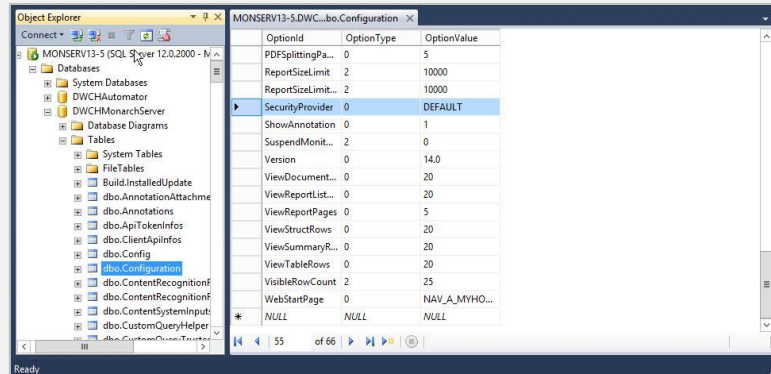 Object Explorer
Connect
MONSERV13-5 (SQL Server 12.0.2000 - M
Databases
System Databases
DWCHAutomator
DWCHMonarchServer
Database Diagrams
Tables
System Tables
FileTables
Build.InstalledUpdate
dbo.AnnotationAttachme
dbo.Annotations
dbo.ApiTokenInfos
dbo.ClientApiInfos
dbo.Config
dbo.Configuration
dbo.ContentRecognitionF
dbo.ContentRecognitionF
dbo.ContentSystemInputs
dbo.CustomQueryHelper
dbo.CustomQueryTrusted
MONSERV13-5.DWC...bo.Configuration
OptionId OptionType OptionValue
PDFSplittingPa... 0 5
ReportSizeLimit 2 10000
ReportSizeLimit... 2 10000
SecurityProvider 0 DEFAULT
ShowAnnotation 0 1
SuspendMonit... 2 0
Version 0 14.0
ViewDocument... 0 20
ViewReportList... 0 20
ViewReportPages 0 5
ViewStructRows 0 20
ViewSummaryR... 0 20
ViewTableRows 0 20
VisibleRowCount 2 25
WebStartPage 0 NAV_A_MYHO...
NULL NULL NULL
55 of 66
Ready